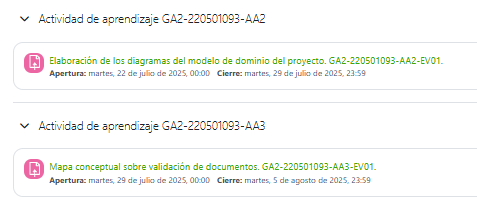 Actividad de aprendizaje GA2-220501093-AA2
Elaboración de los diagramas del modelo de dominio del proyecto. GA2-220501093-AA2-EV01.
Apertura: martes, 22 de julio de 2025, 00:00 Cierre: martes, 29 de julio de 2025, 23:59
Actividad de aprendizaje GA2-220501093-AA3
Mapa conceptual sobre validación de documentos. GA2-220501093-AA3-EV01.
Apertura: martes, 29 de julio de 2025, 00:00 Cierre: martes, 5 de agosto de 2025, 23:59